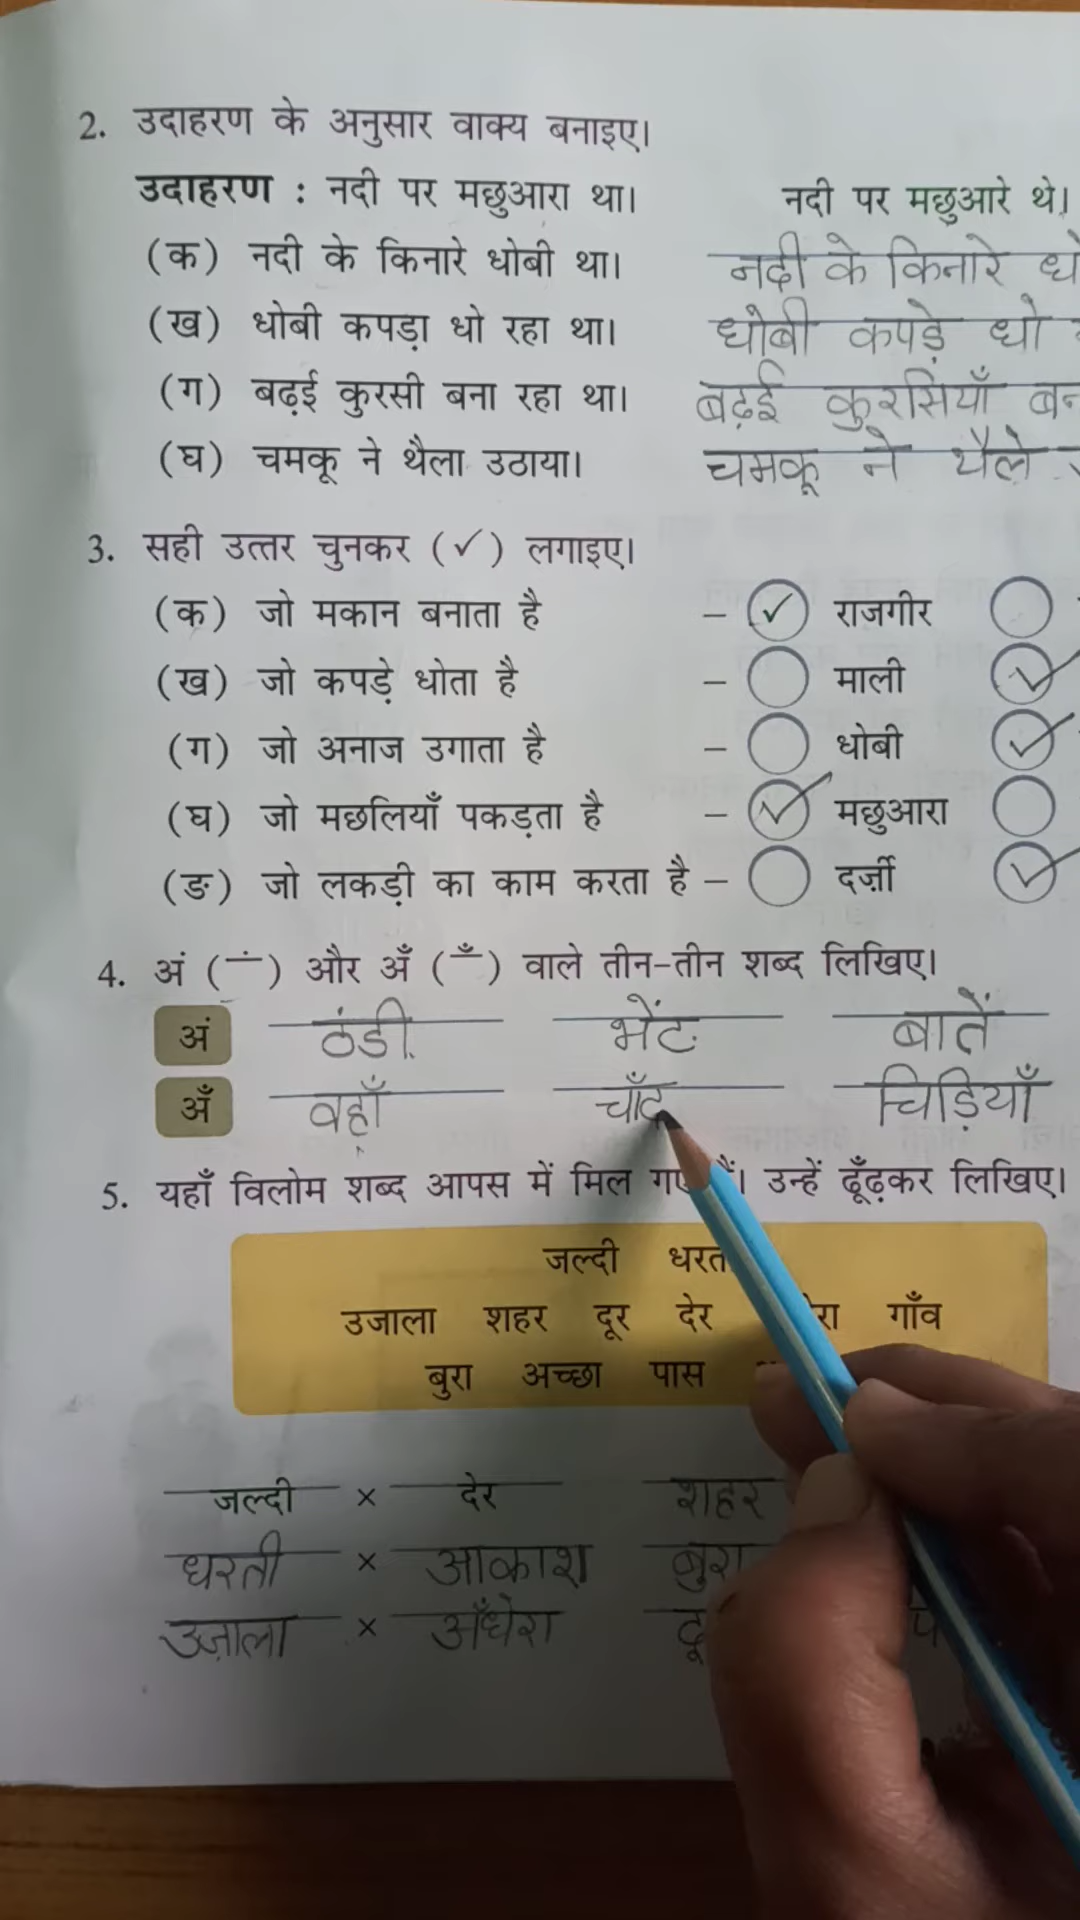 2. उदाहरण के अनुसार वाक्य बनाइए।
उदाहरण : नदी पर मछुआरा था। नदी पर मछुआरे थे।
(क) नदी के किनारे धोबी था। नदी के किनारे
(ख) धोबी कपड़ा धो रहा था। धोबी कपड़े धो
(ग) बढ़ई कुरसी बना रहा था। बढ़ई कुरसियाँ
(घ) चमकू ने थैला उठाया। चमकू ने थैले
3. सही उत्तर चुनकर (✓) लगाइए।
(क) जो मकान बनाता है – ✓ राजगीर
(ख) जो कपड़े धोता है – माली ✓
(ग) जो अनाज उगाता है – धोबी ✓
(घ) जो मछलियाँ पकड़ता है – ✓ मछुआरा
(ङ) जो लकड़ी का काम करता है – दर्ज़ी ✓
4. अं (ं) और अँ (ँ) वाले तीन-तीन शब्द लिखिए।
अं ठंडी भेंट बातें
अँ वहाँ चाँद चिड़ियाँ
5. यहाँ विलोम शब्द आपस में मिल उन्हें ढूँढ़कर लिखिए।
जल्दी
उजाला शहर दूर देर गाँव
बुरा अच्छा पास
जल्दी × देर शहर
धरती × आकाश बुरा
उज़ाला × अँधेरा